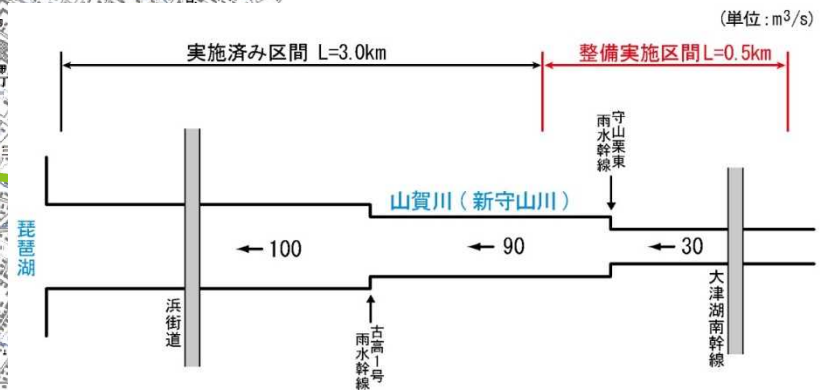 (単位:m³/s)
実施済み区間 L=3.0km
整備実施区間L=0.5km
守山栗東
雨水幹線
山賀川(新守山川)
琵琶湖
←100
←90
←30
浜街道
古高1号
雨水幹線
大津湖南幹線